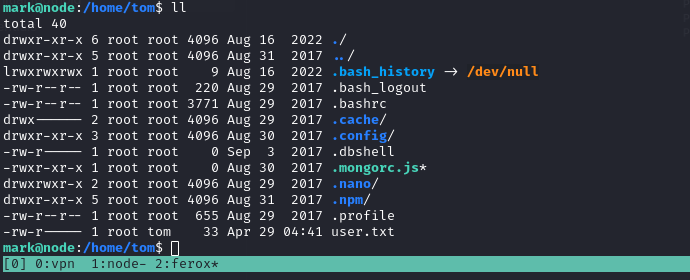 mark@node:/home/tom$ ll
total 40
drwxr-xr-x 6 root root 4096 Aug 16  2022 ./
drwxr-xr-x 5 root root 4096 Aug 31  2017 ../
lrwxrwxrwx 1 root root    9 Aug 16  2022 .bash_history -> /dev/null
-rw-r--r-- 1 root root  220 Aug 29  2017 .bash_logout
-rw-r--r-- 1 root root 3771 Aug 29  2017 .bashrc
drwx------ 2 root root 4096 Aug 29  2017 .cache/
drwxr-xr-x 3 root root 4096 Aug 30  2017 .config/
-rw-r----- 1 root root    0 Sep  3  2017 .dbshell
-rwxr-xr-x 1 root root    0 Aug 30  2017 .mongorc.js*
drwxrwxr-x 2 root root 4096 Aug 29  2017 .nano/
drwxr-xr-x 5 root root 4096 Aug 31  2017 .npm/
-rw-r--r-- 1 root root  655 Aug 29  2017 .profile
-rw-r----- 1 root tom    33 Apr 29 04:41 user.txt
mark@node:/home/tom$
[0] 0:vpn  1:node- 2:ferox*